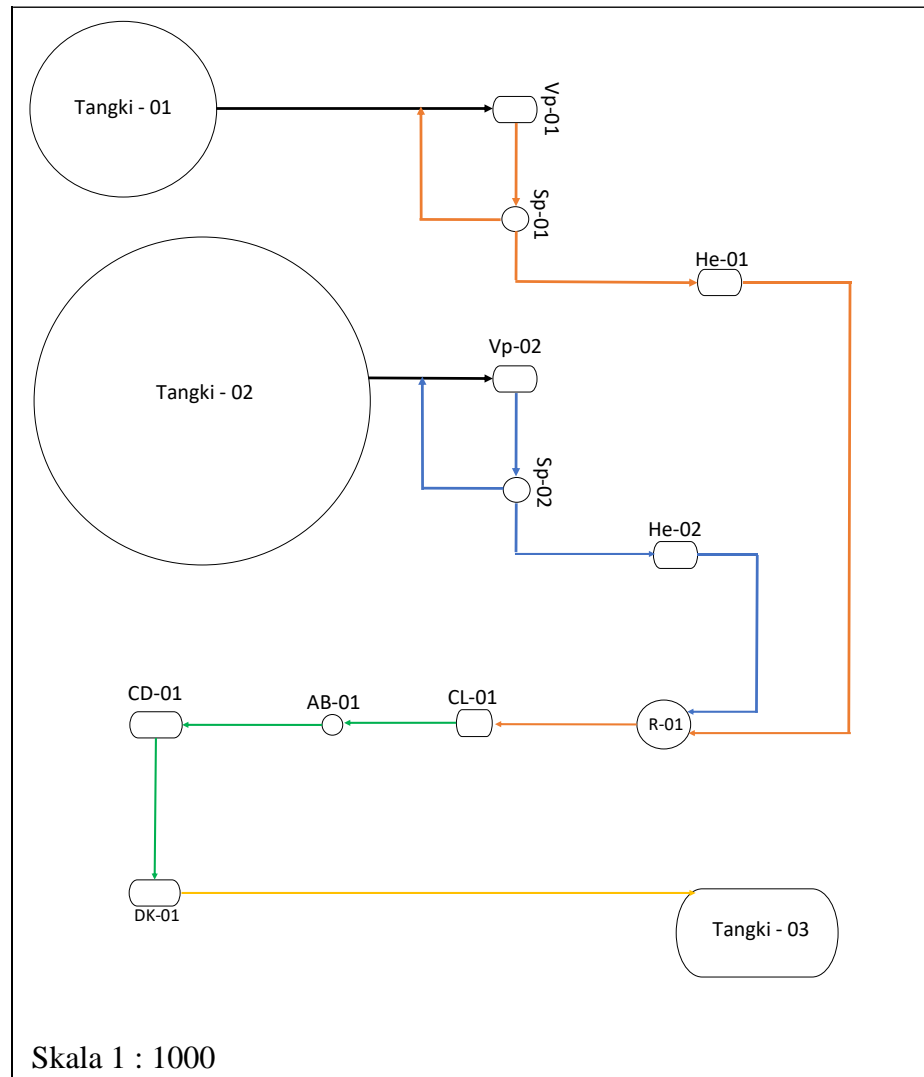 Tangki - 01
Vp-01
Sp-01
He-01
Vp-02
Tangki - 02
Sp-02
He-02
CD-01
AB-01
CL-01
R-01
DK-01
Tangki - 03
Skala 1 : 1000